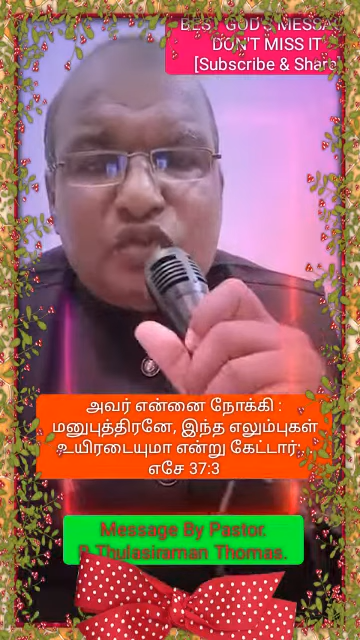 BEST GOD'S
DON'T MISS IT
[Subscribe & Share
அவர் என்னை நோக்கி :
மனுபுத்திரனே, இந்த எலும்புகள்
உயிரடையுமா என்று கேட்டார்;
எசே 37:3
Message By Pastor.
Thulasiraman Thomas.